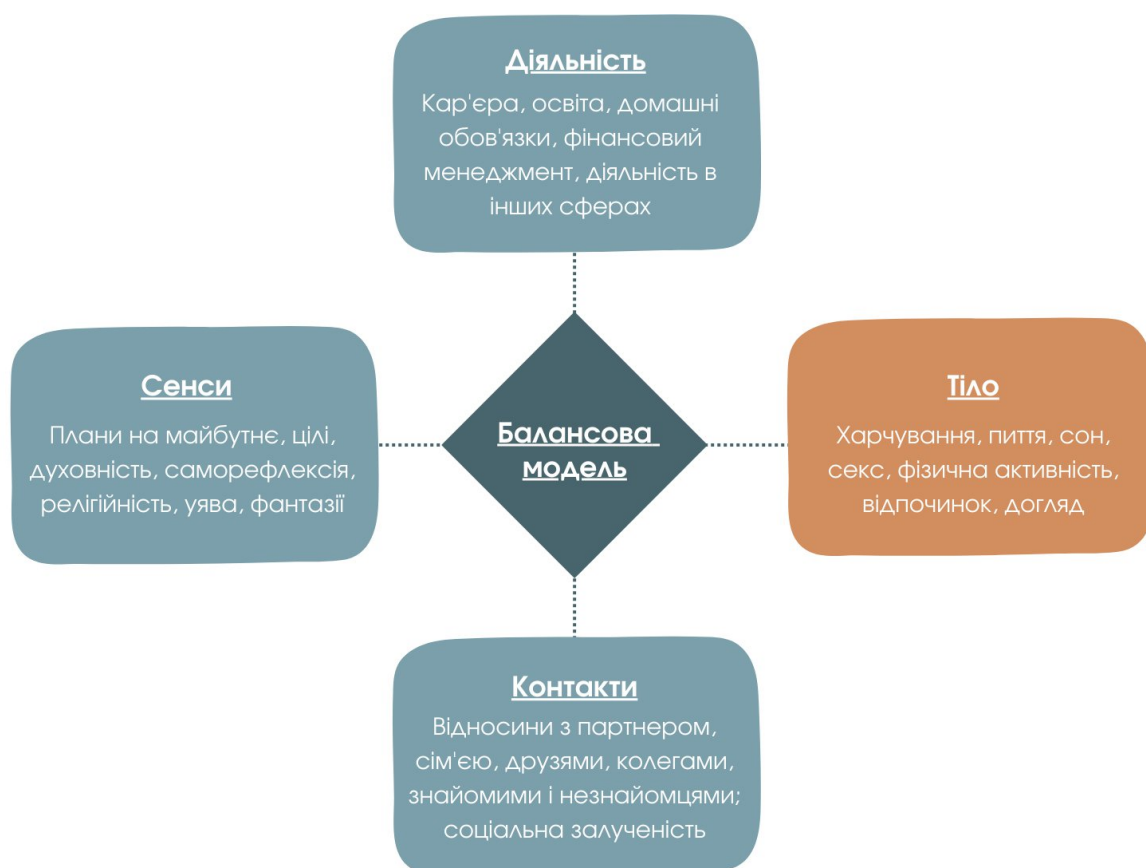 Діяльність
Кар'єра, освіта, домашні
обов'язки, фінансовий
менеджмент, діяльність в
інших сферах
Сенси
Плани на майбутнє, цілі,
духовність, саморефлексія,
релігійність, уява, фантазії
Балансова
модель
Тіло
Харчування, пиття, сон,
секс, фізична активність,
відпочинок, догляд
Контакти
Відносини з партнером,
сім'єю, друзями, колегами,
знайомими і незнайомцями;
соціальна залученість